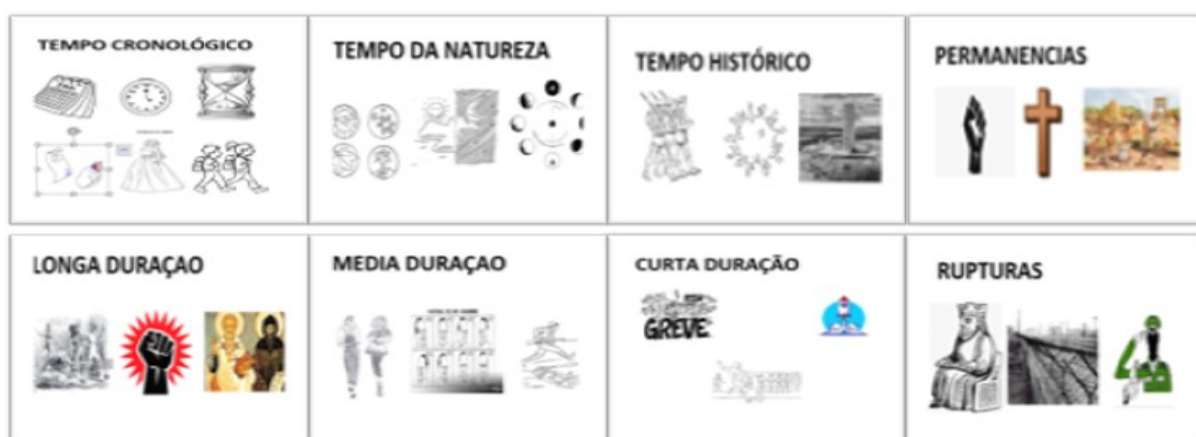 TEMPO CRONOLÓGICO
TEMPO DA NATUREZA
TEMPO HISTÓRICO
PERMANENCIAS
LONGA DURAÇAO
MEDIA DURAÇAO
CURTA DURAÇÃO
GREVE
RUPTURAS